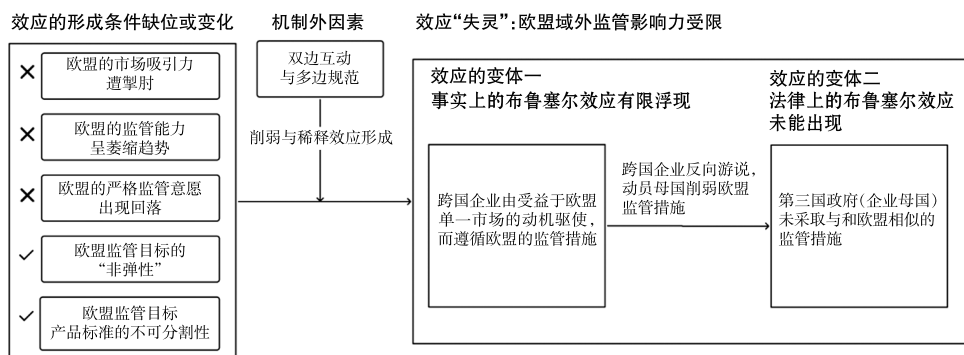 效应的形成条件缺位或变化
欧盟的市场吸引力
遭掣肘
欧盟的监管能力
呈萎缩趋势
欧盟的严格监管意愿
出现回落
欧盟监管目标的
“非弹性”
欧盟监管目标
产品标准的不可分割性
机制外因素
双边互动
与多边规范
削弱与稀释效应形成
效应“失灵”:欧盟域外监管影响力受限
效应的变体一
事实上的布鲁塞尔效应有限浮现
跨国企业由受益于欧盟
单一市场的动机驱使,
而遵循欧盟的监管措施
跨国企业反向游说,
动员母国削弱欧盟
监管措施
效应的变体二
法律上的布鲁塞尔效应
未能出现
第三国政府(企业母国)
未采取与和欧盟相似的
监管措施